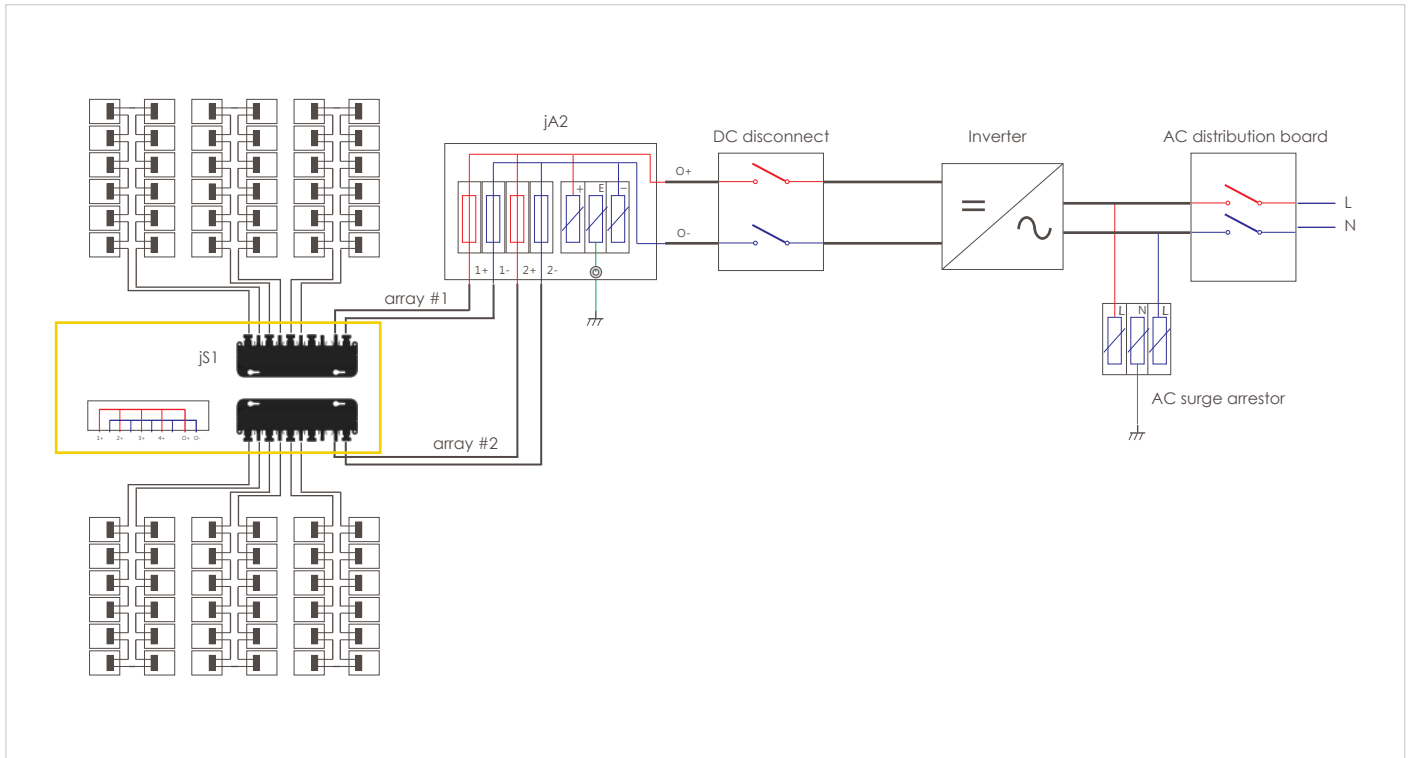 jA2
DC disconnect
Inverter
AC distribution board
O+
O-
+ E -
1+ 1- 2+ 2-
L
N
array #1
jS1
L N L
AC surge arrestor
1+ 2+ 3+ 4+ O+ O-
array #2